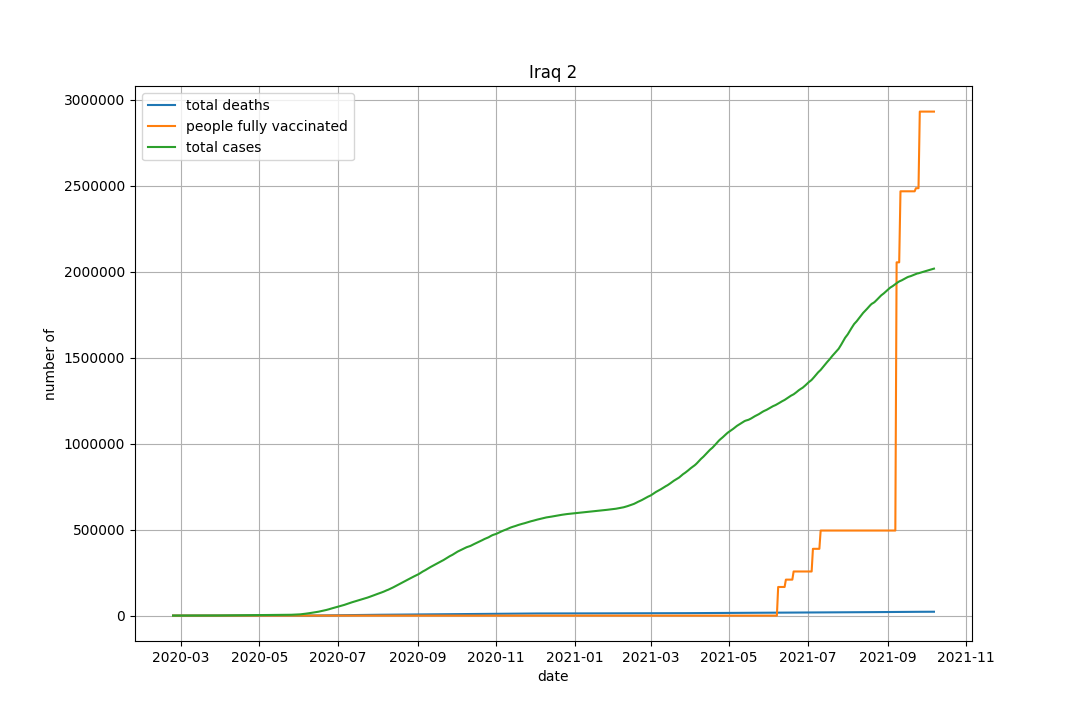 Iraq 2
total deaths
people fully vaccinated
total cases
3000000
2500000
2000000
1500000
1000000
500000
0
number of
2020-03 2020-05 2020-07 2020-09 2020-11 2021-01 2021-03 2021-05 2021-07 2021-09 2021-11
date